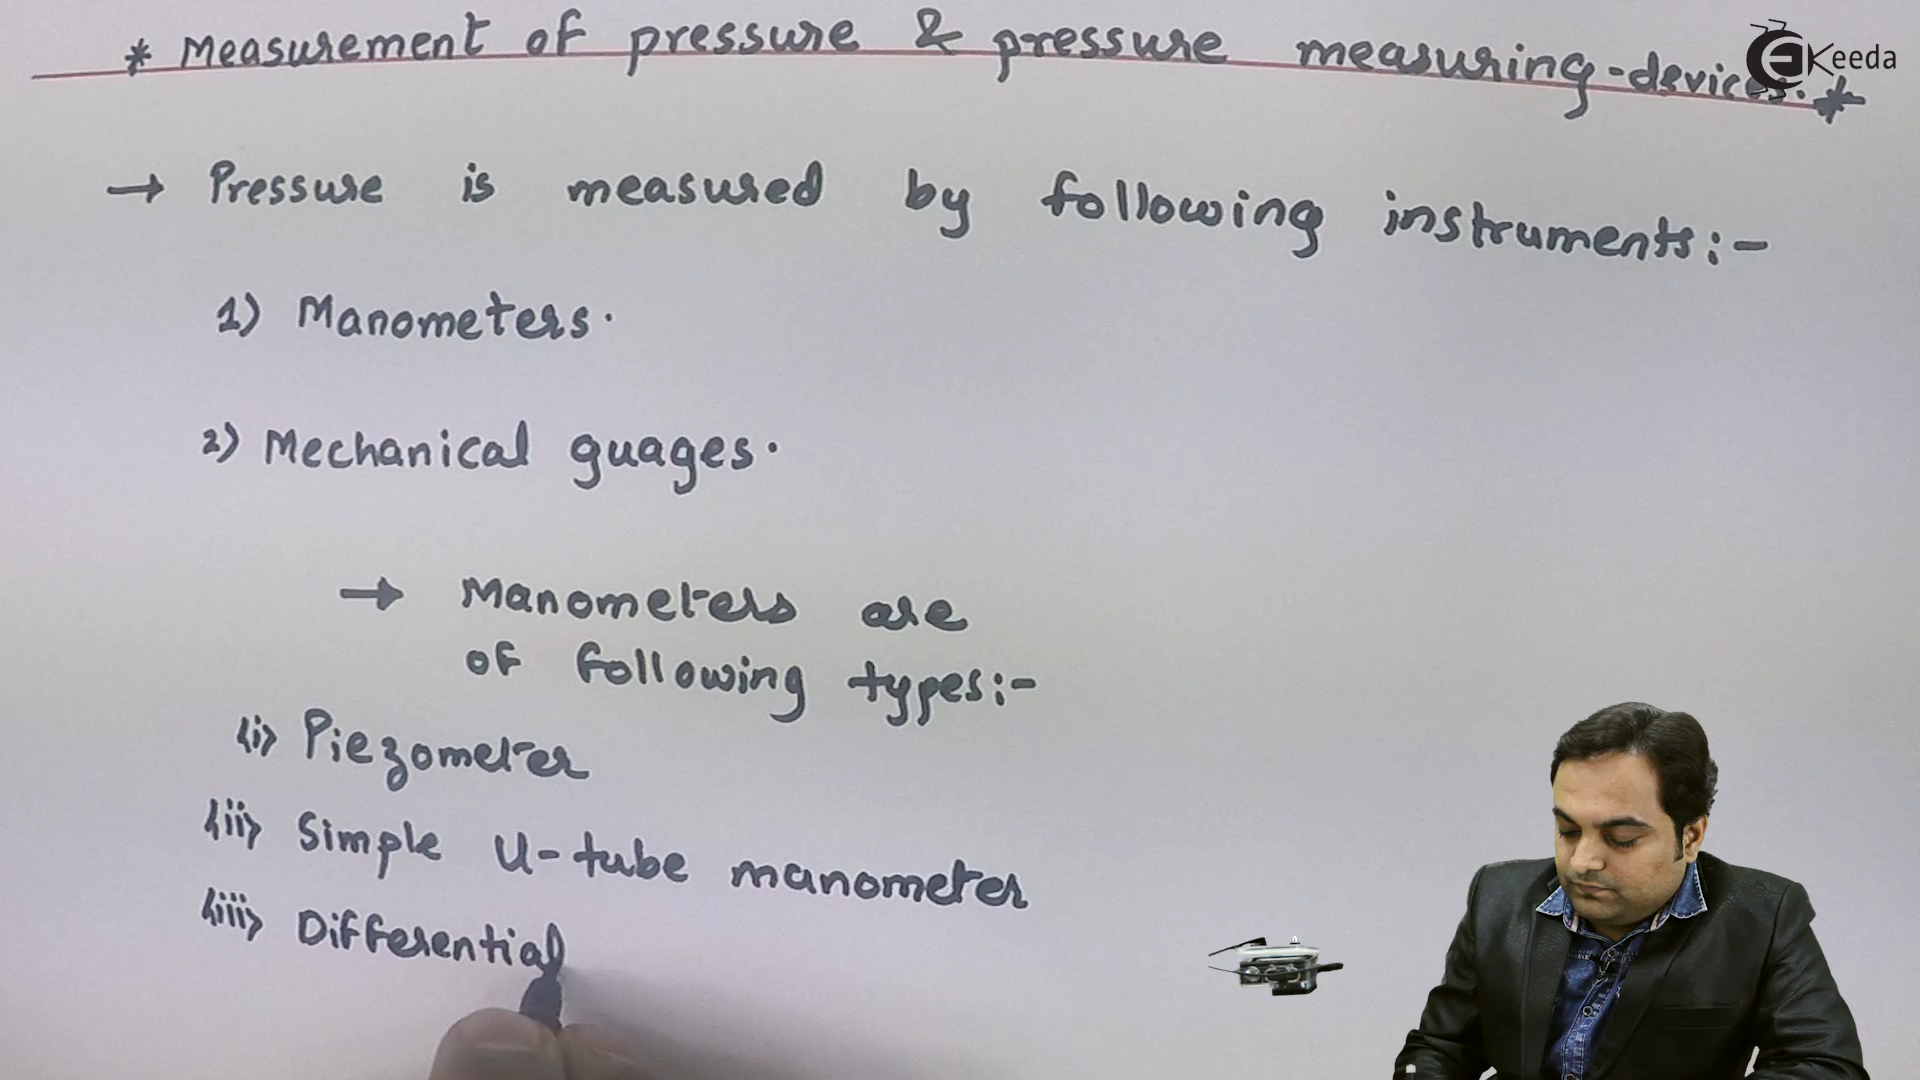 * Measurement of pressure & pressure measuring-devices. *
Keeda
→ Pressure is measured by following instruments:-
1) Manometers.
2) Mechanical guages.
→ Manometers are
of following types:-
(i) Piezometer
(ii) Simple U-tube manometer
(iii) Differential